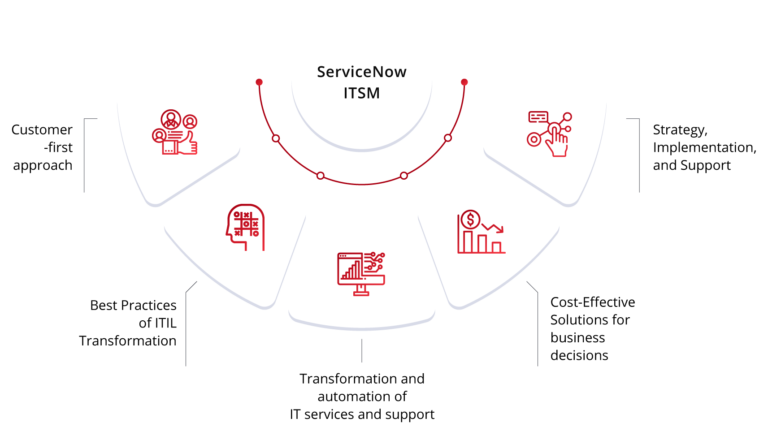 ServiceNow
ITSM
Customer
-first
approach
Best Practices
of ITIL
Transformation
Transformation and
automation of
IT services and support
Cost-Effective
Solutions for
business
decisions
Strategy,
Implementation,
and Support